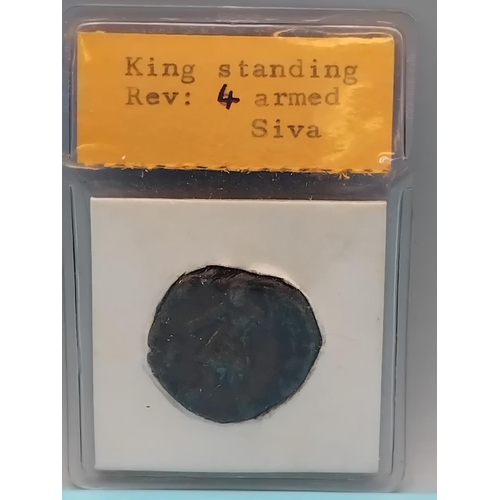 King standing
Rev: 4 armed
Siva